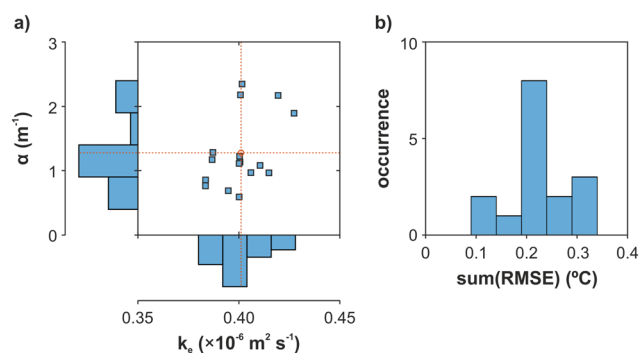 a)
3
2
1
0
α (m⁻¹)
0.35
0.40
0.45
kₑ (×10⁻⁶ m² s⁻¹)
b)
10
5
0
occurrence
0
0.1
0.2
0.3
0.4
sum(RMSE) (ºC)